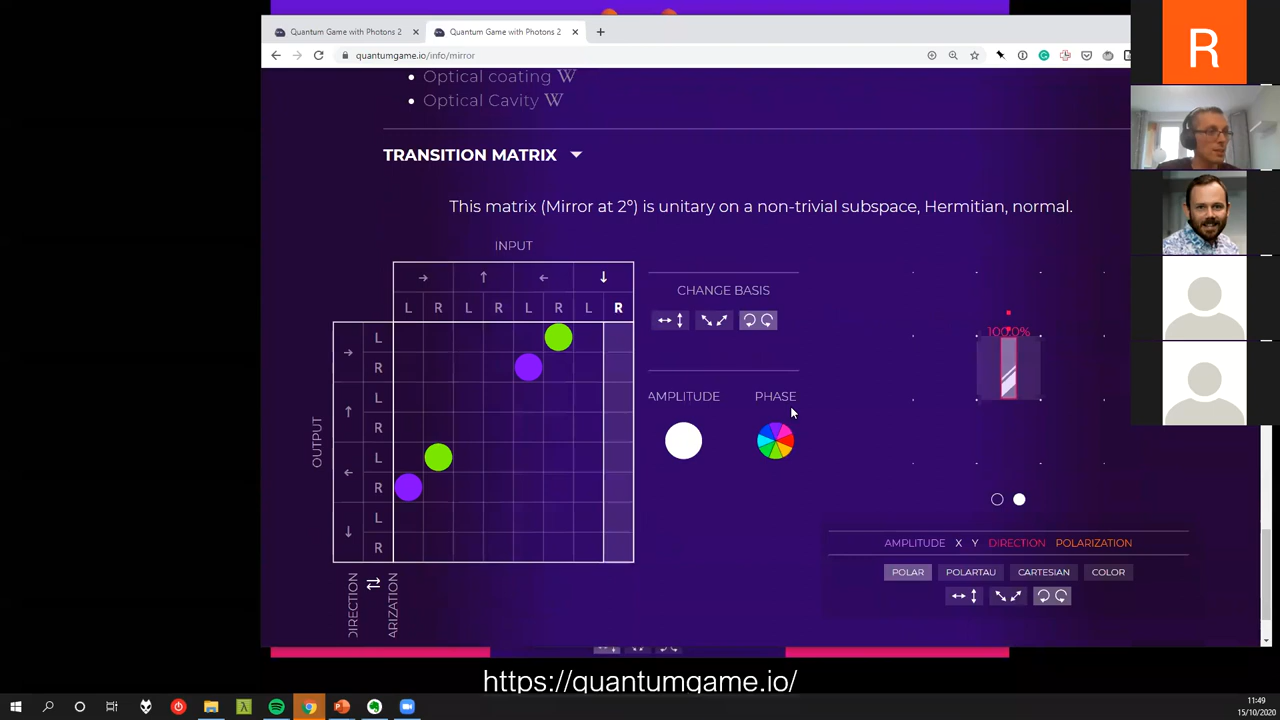 Quantum Game with Photons 2
Quantum Game with Photons 2
quantumgame.io/info/mirror
R
Optical coating W
Optical Cavity W
TRANSITION MATRIX
This matrix (Mirror at 2°) is unitary on a non-trivial subspace, Hermitian, normal.
INPUT
→ ↑ ← ↓
L R L R L R L R
OUTPUT
→ L
R
↑ L
R
← L
R
↓ L
R
DIRECTION ⇄ ARIZATION
CHANGE BASIS
AMPLITUDE PHASE
100.0%
AMPLITUDE X Y DIRECTION POLARIZATION
POLAR POLARTAU CARTESIAN COLOR
https://quantumgame.io/
11:49
15/10/2020